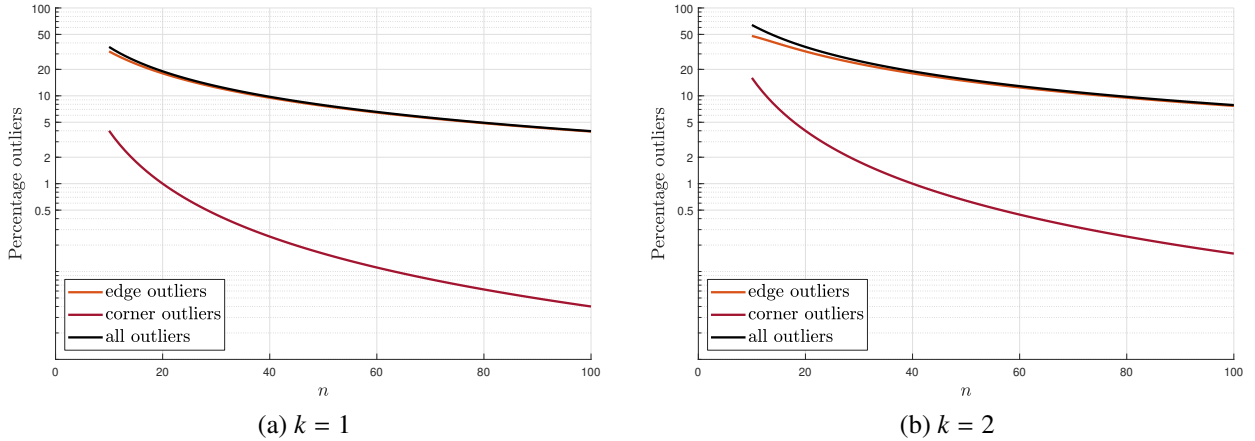 100
50
20
10
5
2
1
0.5
Percentage outliers
edge outliers
corner outliers
all outliers
0 20 40 60 80 100
n
(a) k = 1
100
50
20
10
5
2
1
0.5
Percentage outliers
edge outliers
corner outliers
all outliers
0 20 40 60 80 100
n
(b) k = 2